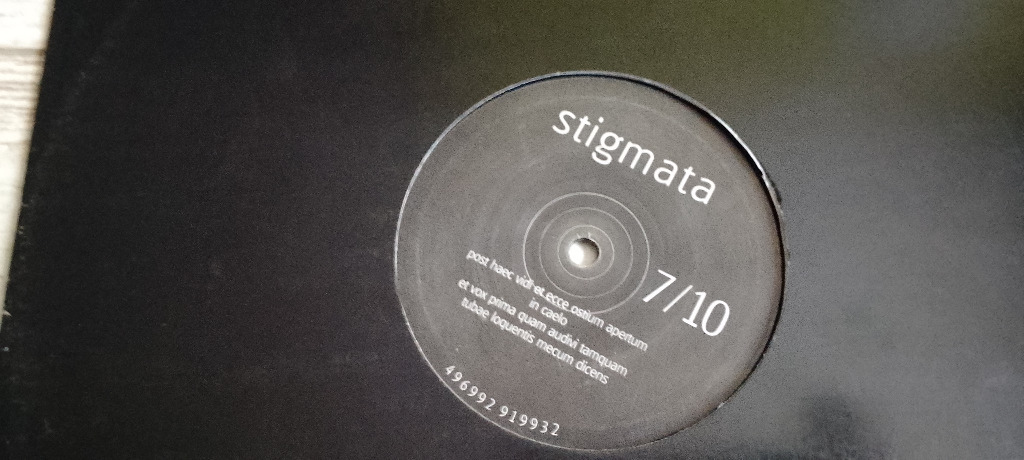 stigmata
7/10
post haec vidi et ecce ostium apertum
in caelo
et vox prima quam audivi tamquam
tubae loquentis mecum dicens
496992 919932